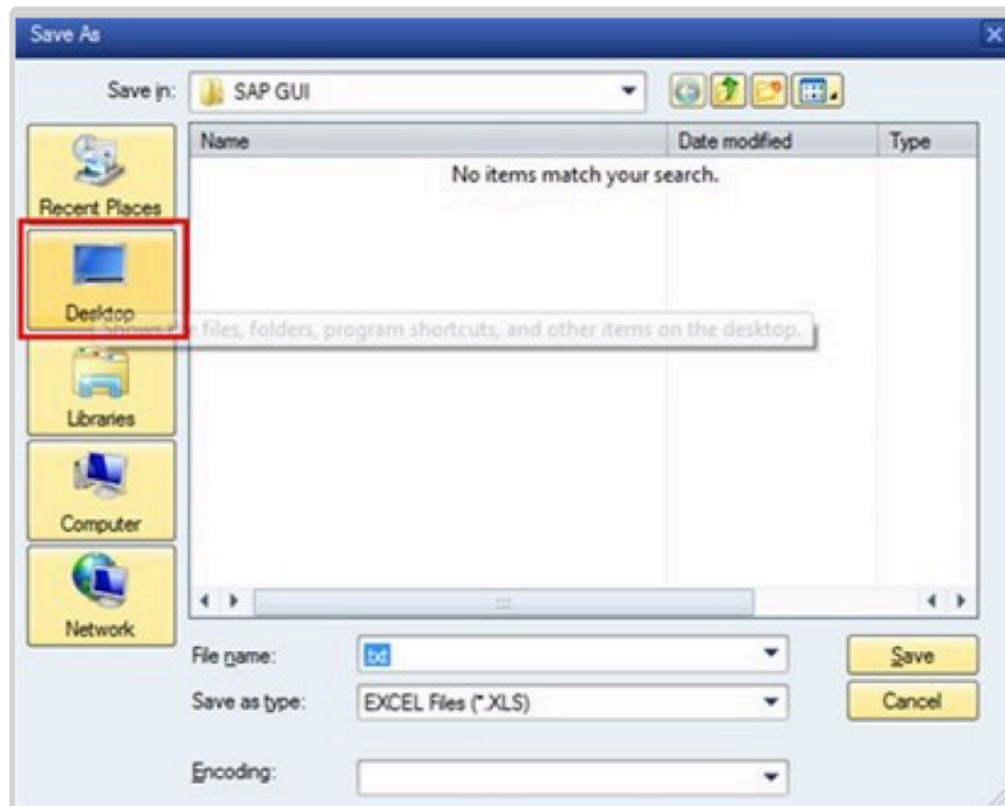 Save As
Save in: SAP GUI
Name Date modified Type
No items match your search.
Recent Places
Desktop
Shows the files, folders, program shortcuts, and other items on the desktop.
Libraries
Computer
Network
File name: .txt Save
Save as type: EXCEL Files (*.XLS) Cancel
Encoding: